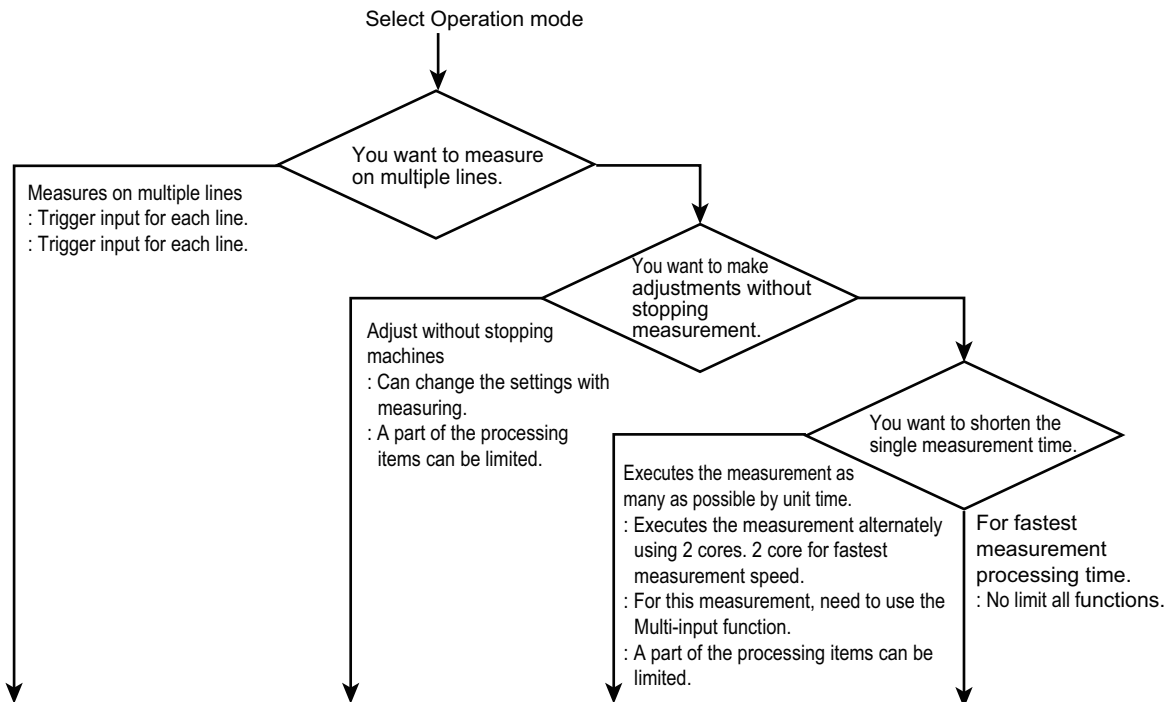 Select Operation mode
You want to measure
on multiple lines.
Measures on multiple lines
: Trigger input for each line.
: Trigger input for each line.
You want to make
adjustments without
stopping
measurement.
Adjust without stopping
machines
: Can change the settings with
measuring.
: A part of the processing
items can be limited.
You want to shorten the
single measurement time.
Executes the measurement as
many as possible by unit time.
: Executes the measurement alternately
using 2 cores. 2 core for fastest
measurement speed.
: For this measurement, need to use the
Multi-input function.
: A part of the processing items can be
limited.
For fastest
measurement
processing time.
: No limit all functions.